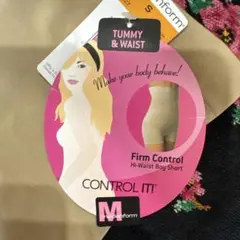 S
TUMMY
& WAIST
Make your body behave!
Firm Control
Hi-Waist Boy Short
CONTROL IT!
M